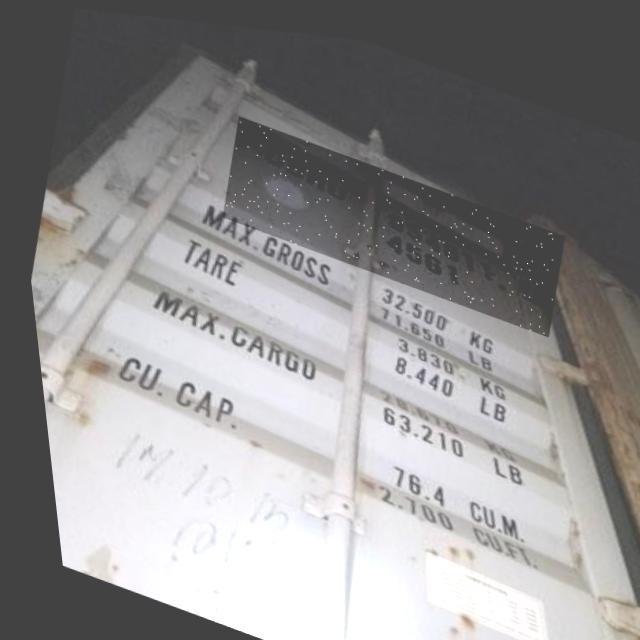 4561
MAX. GROSS 32.500 KG
71.650 LB
TARE 3.830 KG
8.440 LB
MAX. CARGO
63.210 LB
CU. CAP. 76.4 CU.M.
2.700 CU.FT.